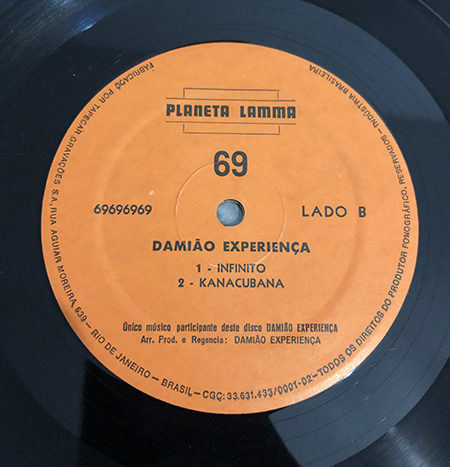 PLANETA LAMMA
69
69696969
LADO B
DAMIÃO EXPERIENÇA
1 - INFINITO
2 - KANACUBANA
Único músico participante deste disco DAMIÃO EXPERIENÇA
Arr. Prod. e Regencia: DAMIÃO EXPERIENÇA
FABRICADO POR TAPECAR GRAVAÇÕES S.A. RUA AGUIAR MOREIRA, 639 - RIO DE JANEIRO - BRASIL - CGC: 33.631.433/0001-02 - TODOS OS DIREITOS DO PRODUTOR FONOGRÁFICO, RESERVADOS - INDÚSTRIA BRASILEIRA